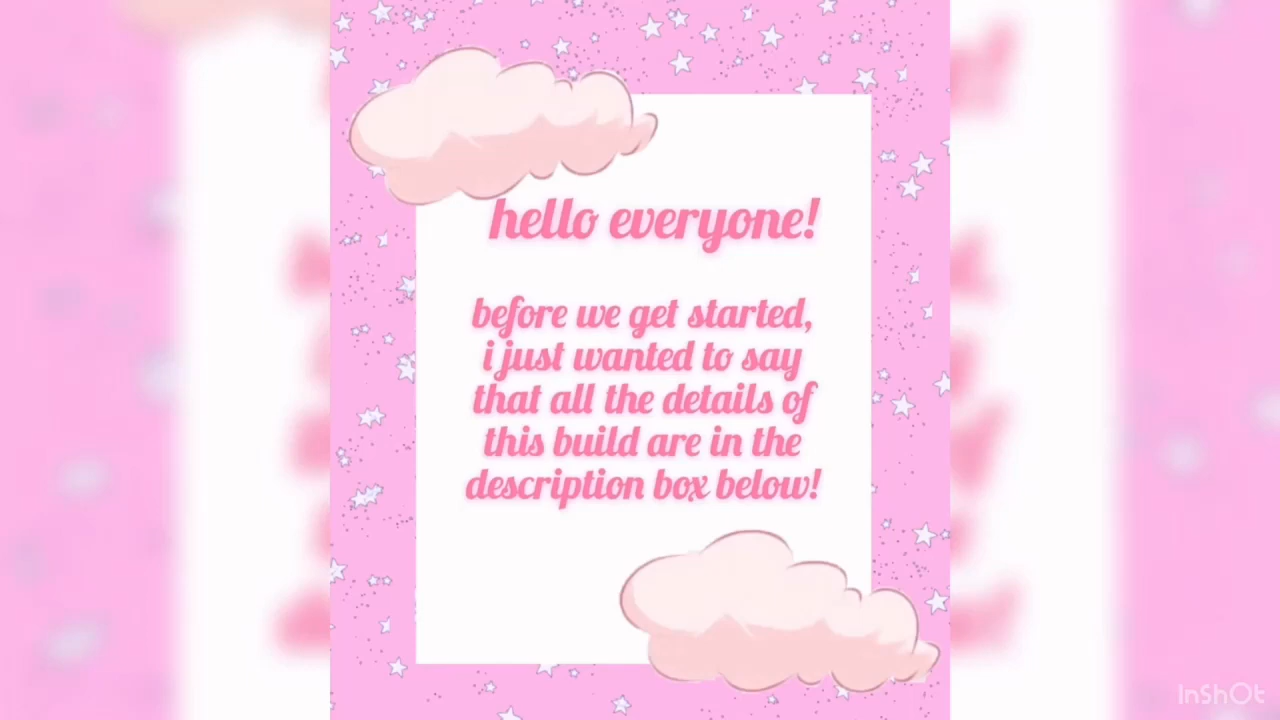 hello everyone!
before we get started,
i just wanted to say
that all the details of
this build are in the
description box below!
InShOt